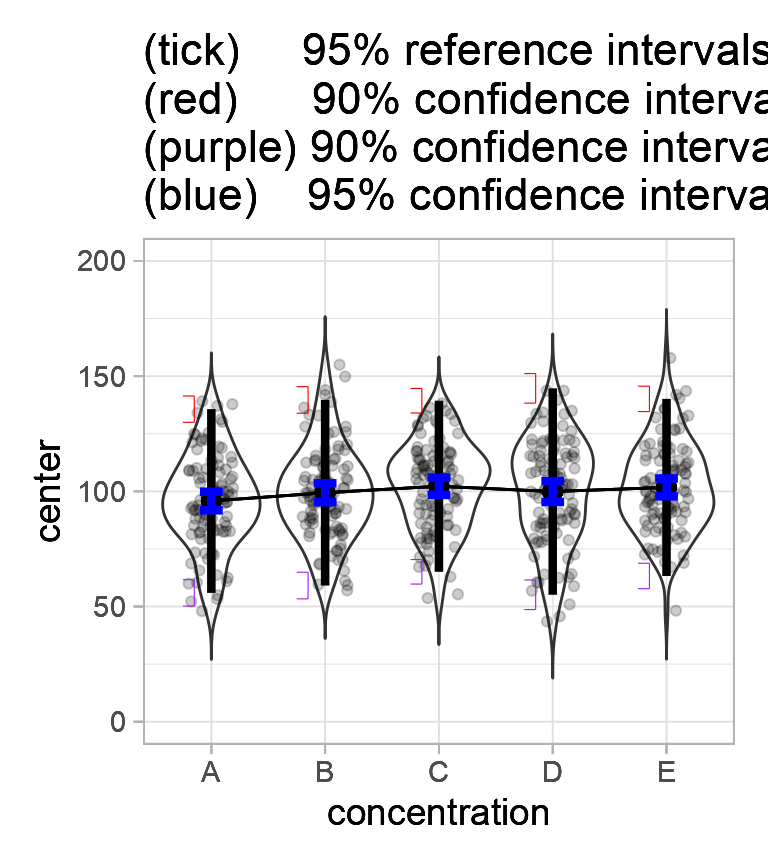 (tick) 95% reference intervals
(red) 90% confidence interva
(purple) 90% confidence interva
(blue) 95% confidence interva
200
150
100
50
0
center
A B C D E
concentration